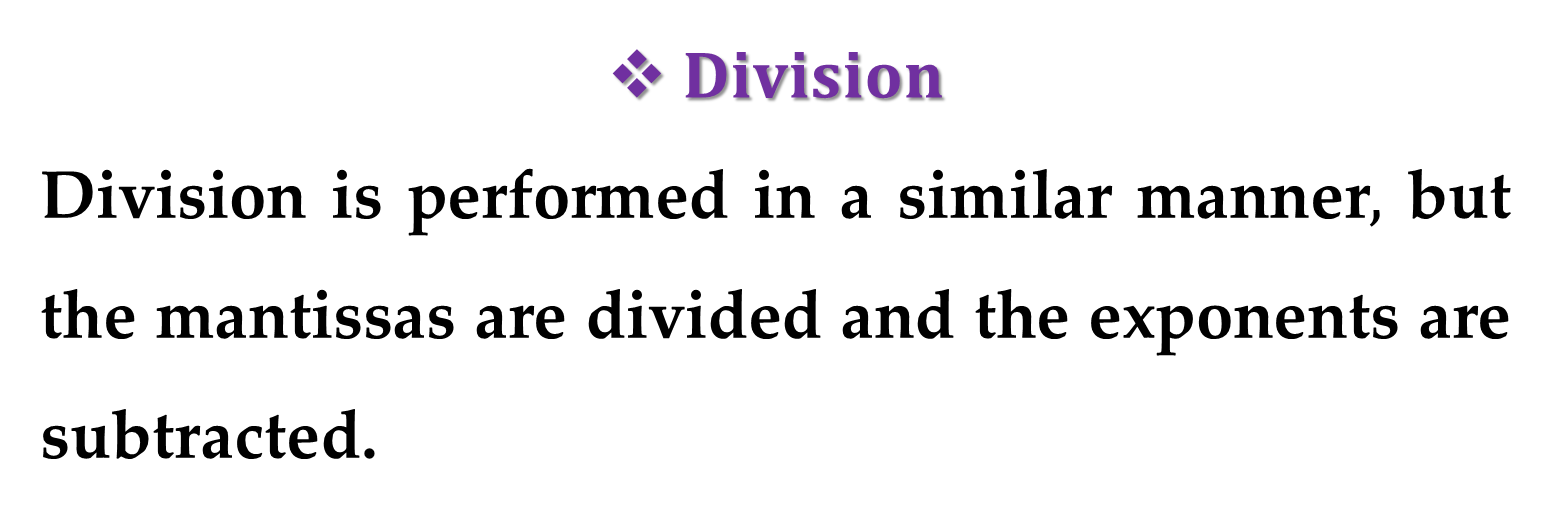 ❖ Division
Division is performed in a similar manner, but
the mantissas are divided and the exponents are
subtracted.